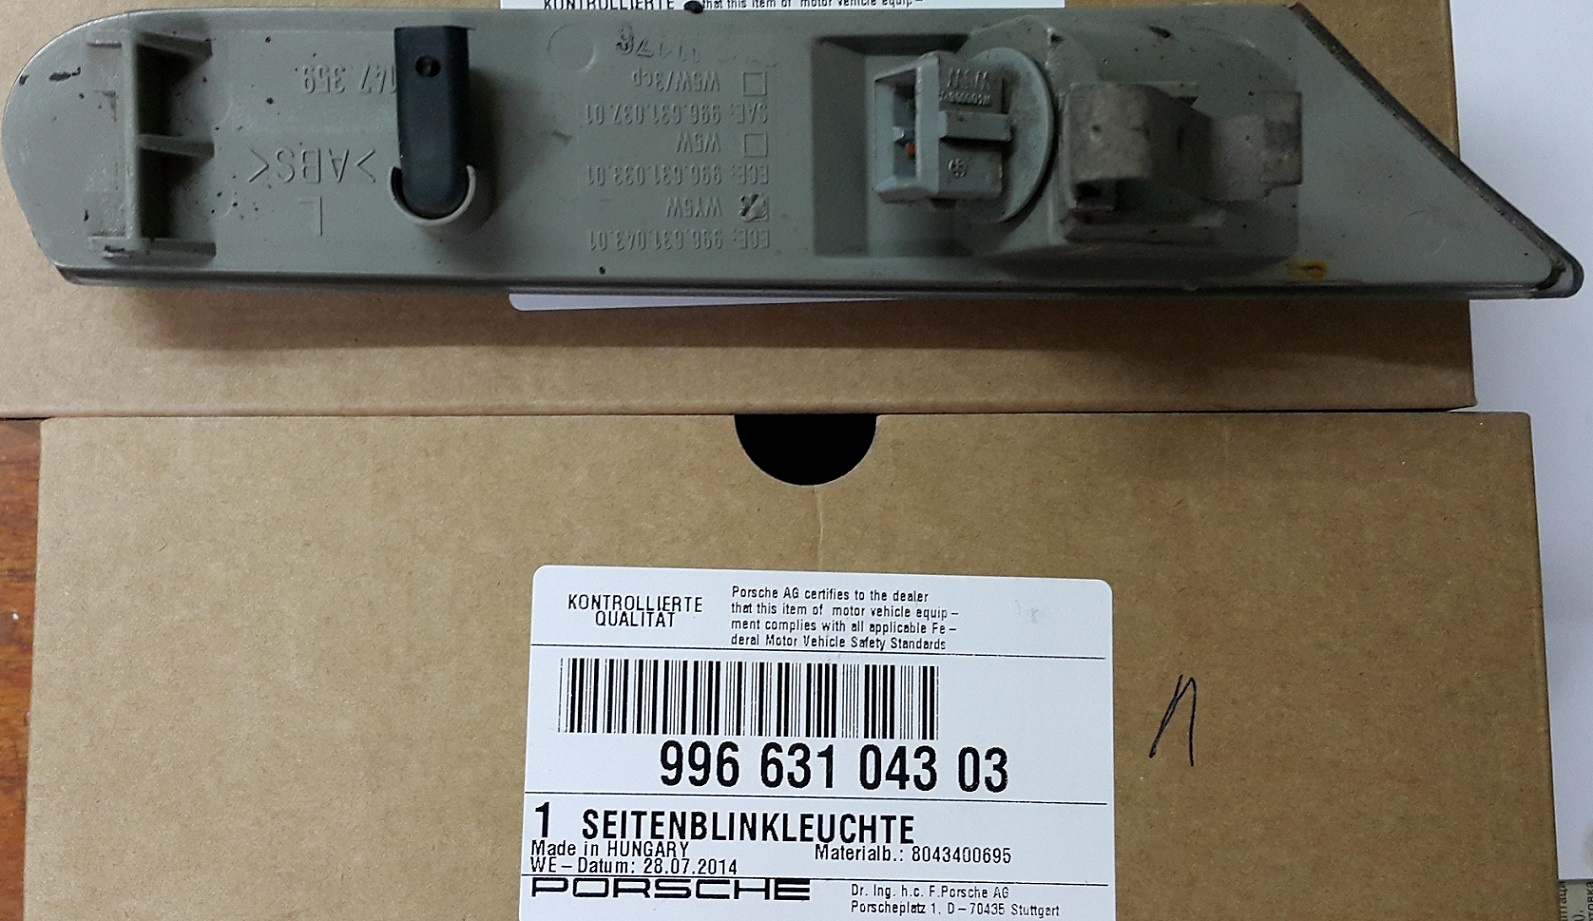 KONTROLLIERTE
that this item of motor vehicle equip-
147 359
>ABS<
L
W5W/3cp
SAE: 996.631.037.01
W5W
ECE: 996.631.033.01
WY5W
ECE: 996.631.043.01
KONTROLLIERTE
QUALITÄT
Porsche AG certifies to the dealer
that this item of motor vehicle equip-
ment complies with all applicable Fe-
deral Motor Vehicle Safety Standards
996 631 043 03
1 SEITENBLINKLEUCHTE
Made in HUNGARY
Materialb.: 8043400695
WE-Datum: 28.07.2014
PORSCHE
Dr. Ing. h.c. F.Porsche AG
Porscheplatz 1, D-70435 Stuttgart
1